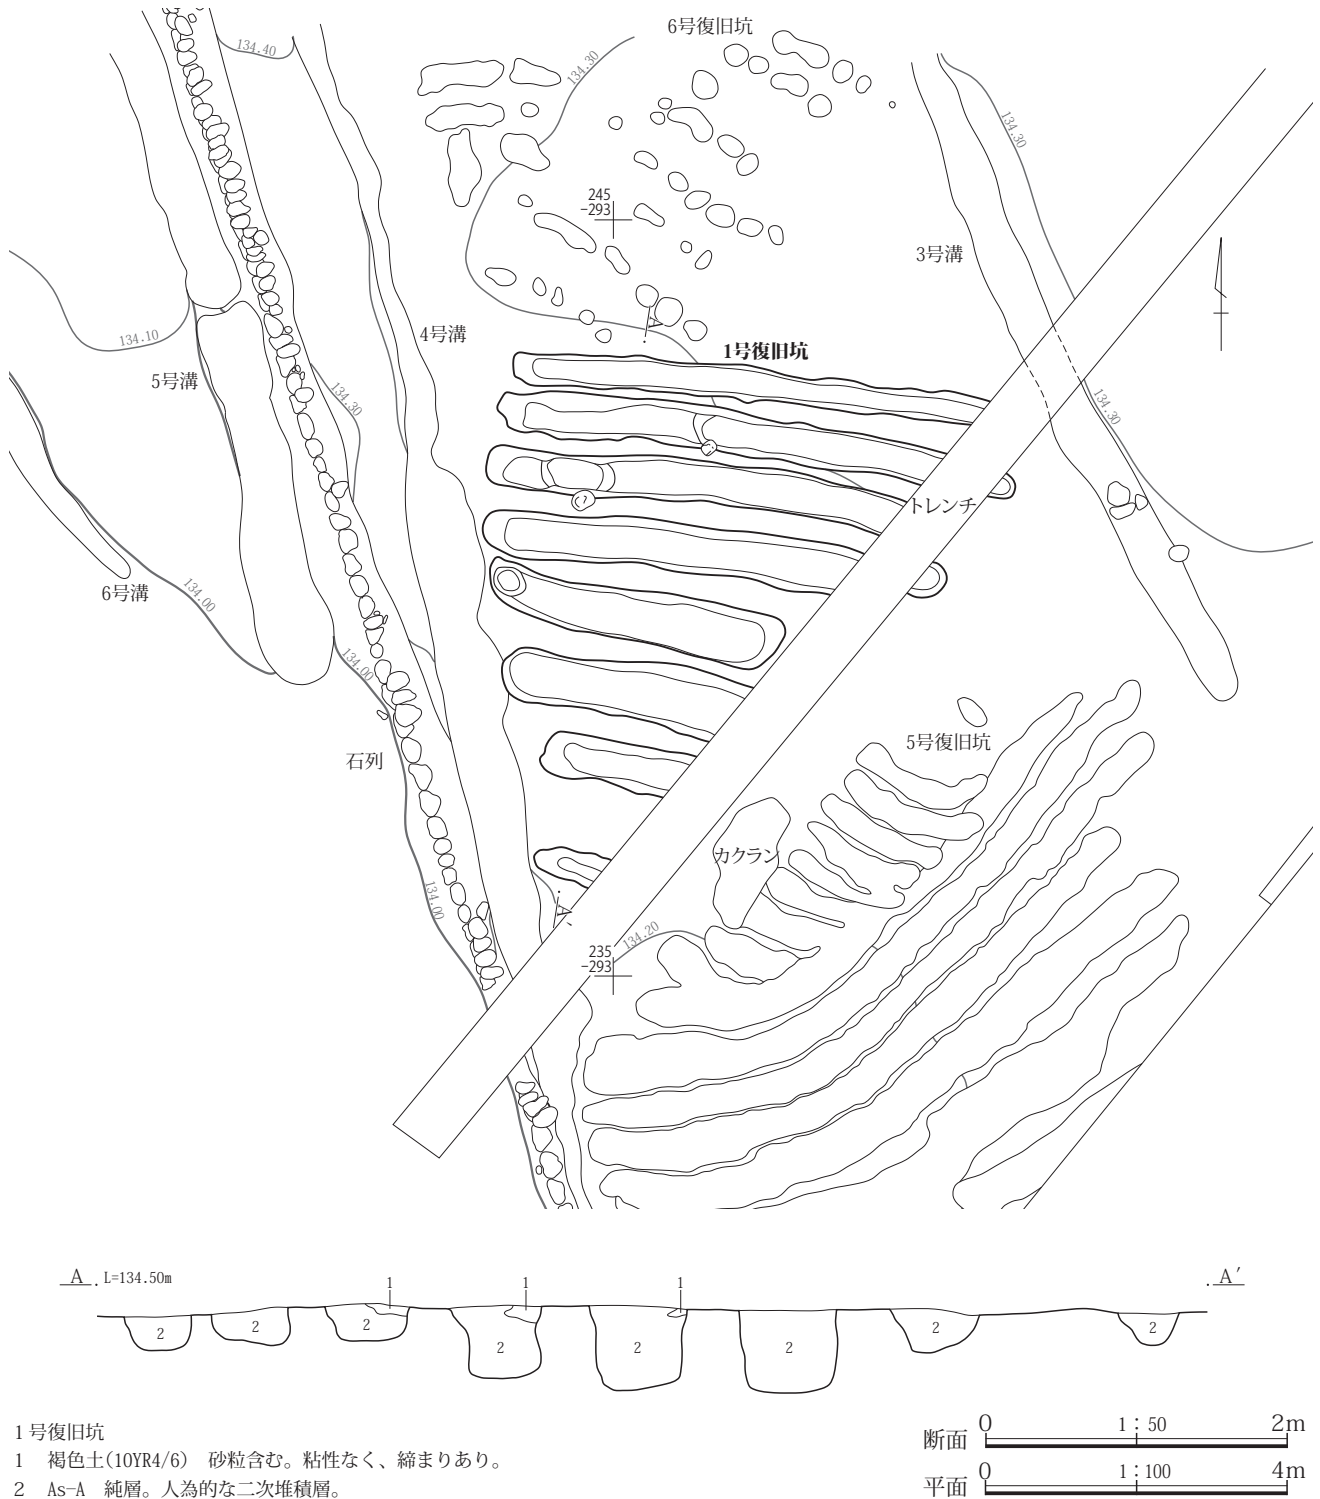 6号復旧坑
134.40
134.30
134.30
245
-293
3号溝
134.10
4号溝
A
1号復旧坑
5号溝
134.30
134.30
トレンチ
6号溝
134.00
134.00
石列
5号復旧坑
カクラン
134.00
A′
134.20
235
-293
A L=134.50m
A′
1 1 1
2 2 2 2 2 2 2 2
1号復旧坑
1 褐色土(10YR4/6) 砂粒含む。粘性なく、締まりあり。
2 As-A 純層。人為的な二次堆積層。
断面 0 1:50 2m
平面 0 1:100 4m